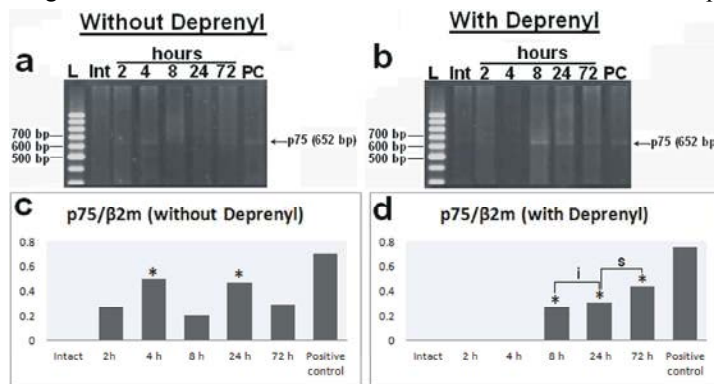 Without Deprenyl
With Deprenyl
a
hours
L Int 2 4 8 24 72 PC
700 bp
600 bp
500 bp
p75 (652 bp)
b
hours
L Int 2 4 8 24 72 PC
700 bp
600 bp
500 bp
p75 (652 bp
c
p75/β2m (without Deprenyl)
0.8
0.6
0.4
0.2
0
* *
Intact 2 h 4 h 8 h 24 h 72 h Positive
control
d
p75/β2m (with Deprenyl)
0.8
0.6
0.4
0.2
0
i s
* * *
Intact 2 h 4 h 8 h 24 h 72 h Positive
control